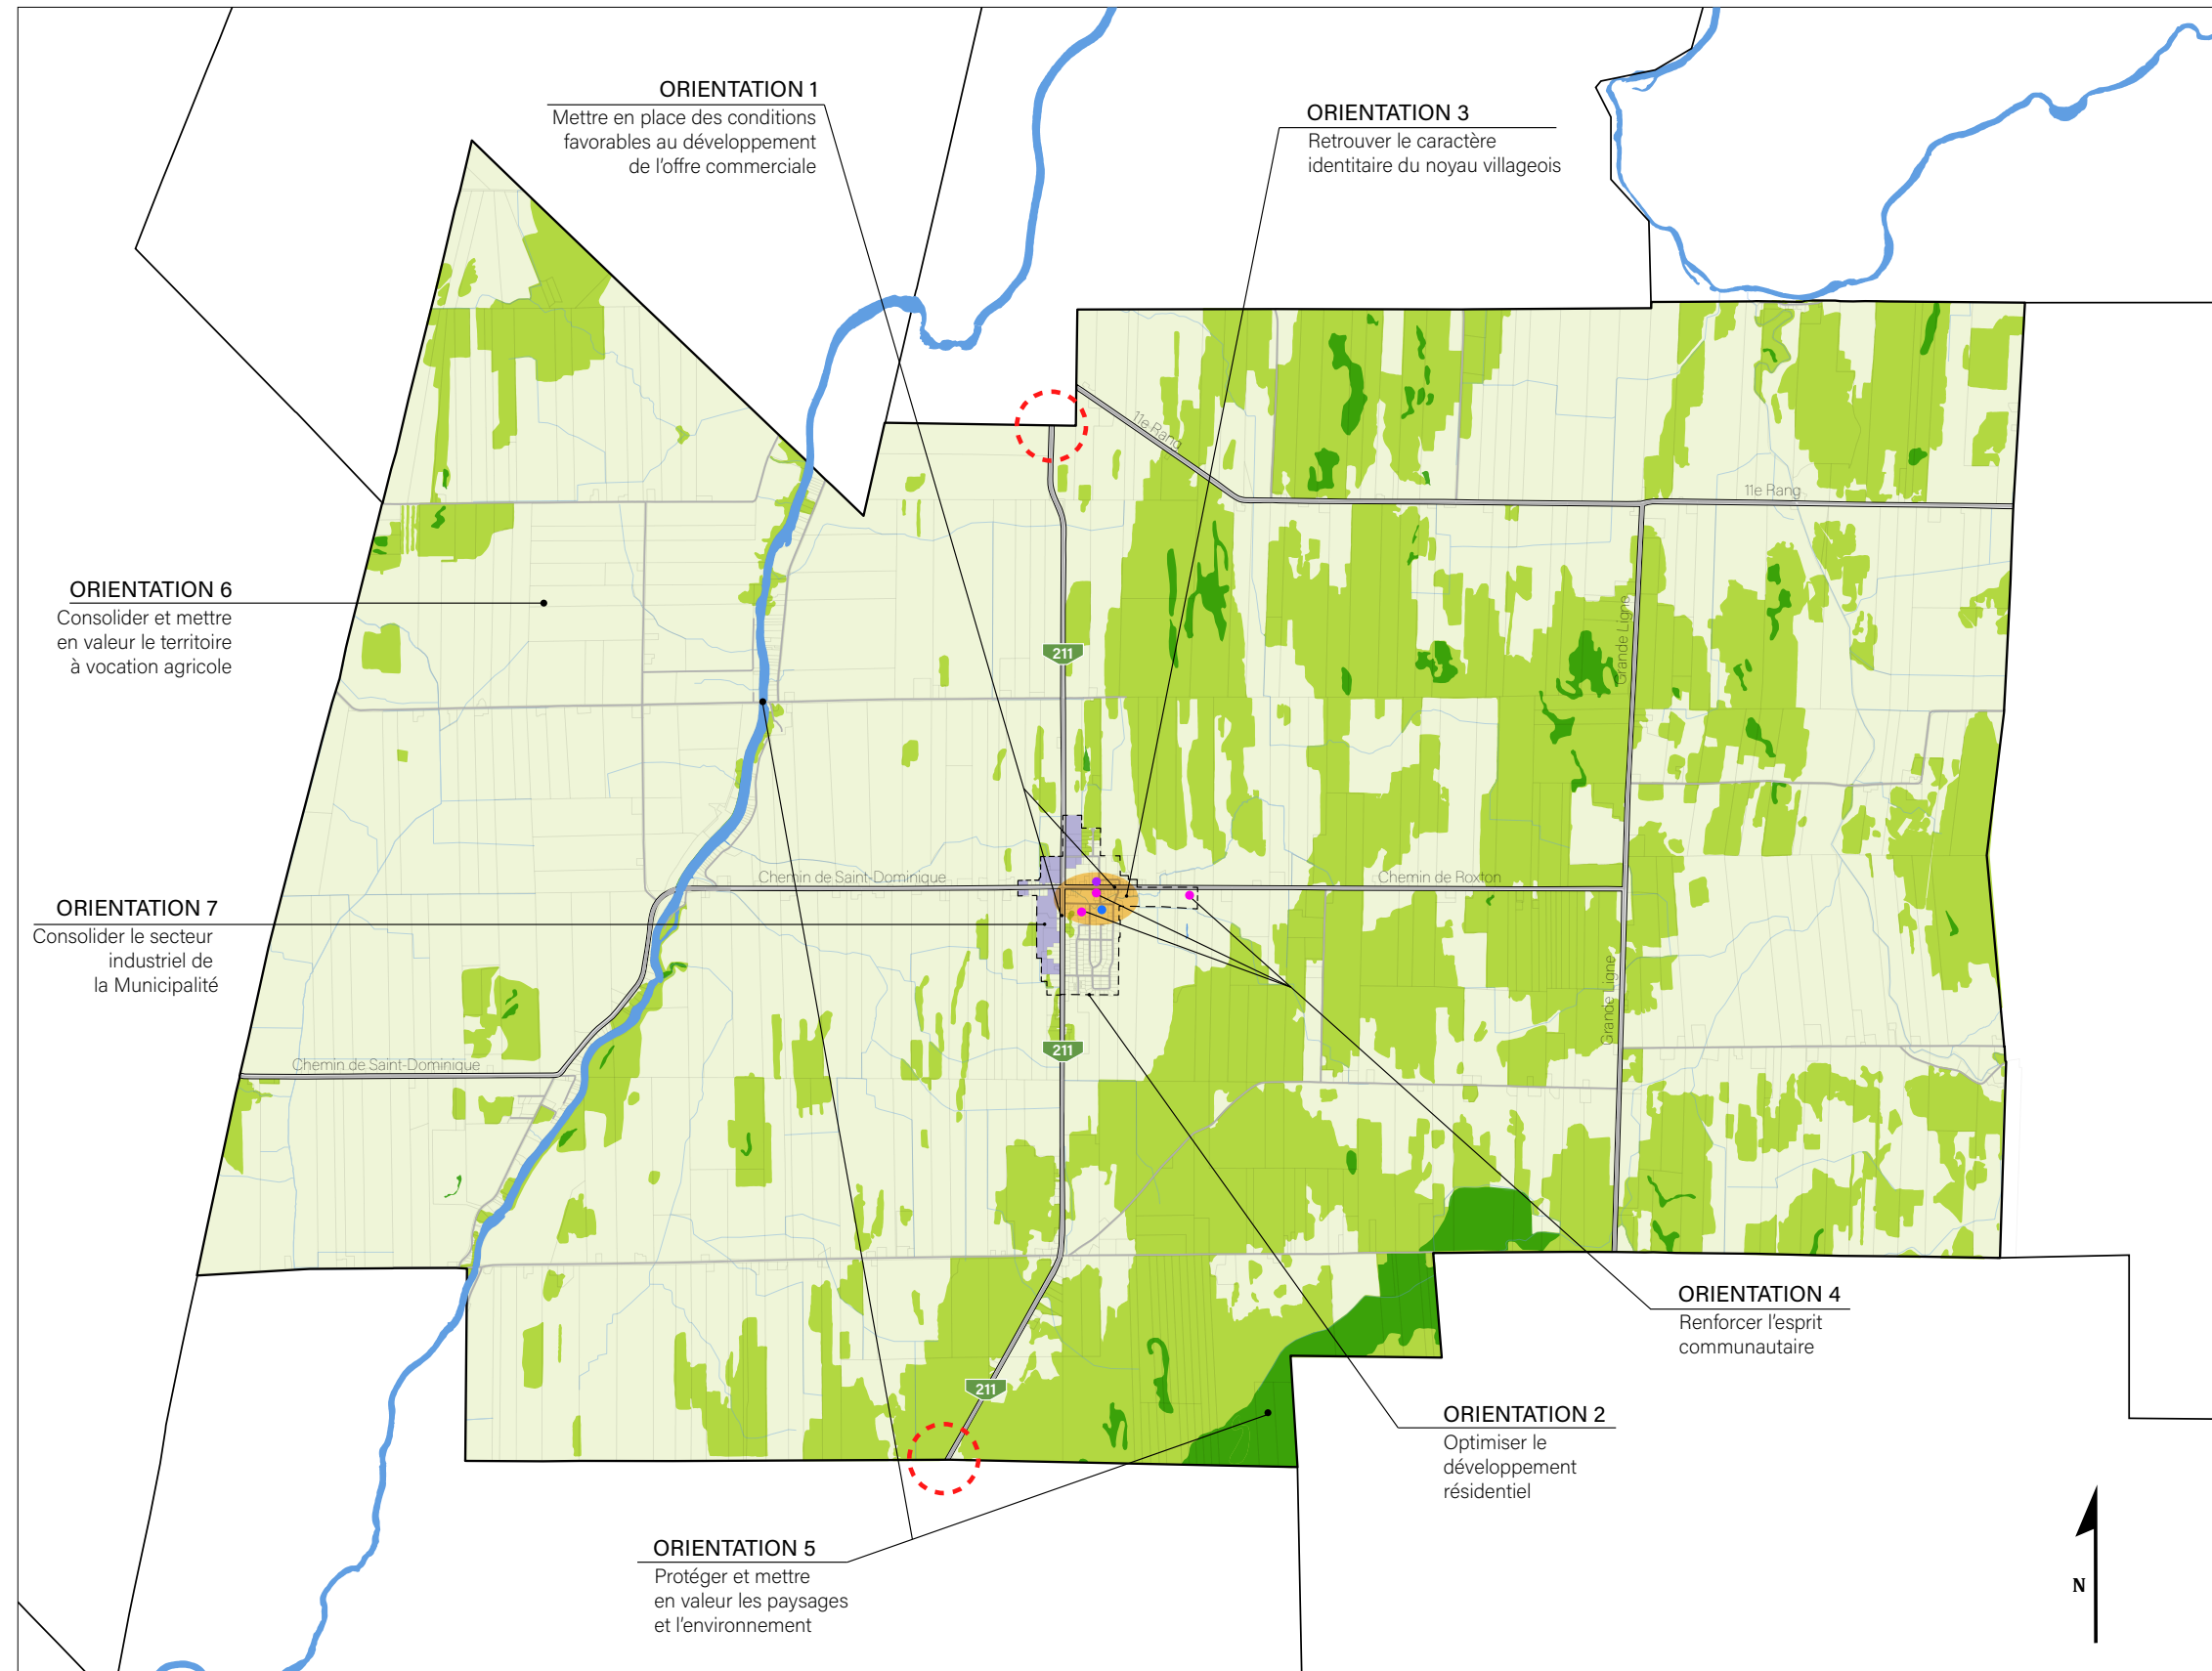 ORIENTATION 1
Mettre en place des conditions
favorables au développement
de l'offre commerciale
ORIENTATION 3
Retrouver le caractère
identitaire du noyau villageois
11e Rang
11e Rang
ORIENTATION 6
Consolider et mettre
en valeur le territoire
à vocation agricole
211
Grande Ligne
Chemin de Saint-Dominique
Chemin de Roxton
ORIENTATION 7
Consolider le secteur
industriel de
la Municipalité
Grande Ligne
211
Chemin de Saint-Dominique
ORIENTATION 4
Renforcer l'esprit
communautaire
211
ORIENTATION 2
Optimiser le
développement
résidentiel
ORIENTATION 5
Protéger et mettre
en valeur les paysages
et l'environnement
N